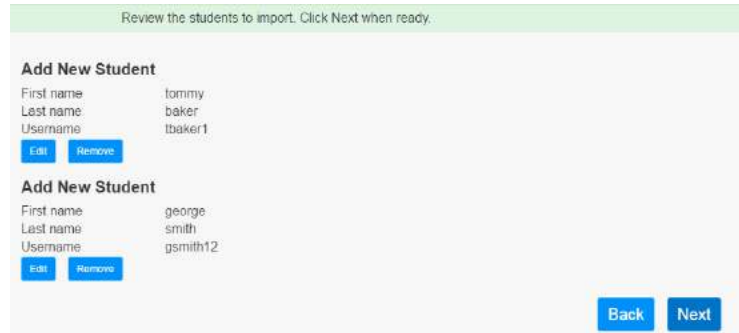 Review the students to import. Click Next when ready.
Add New Student
First name tommy
Last name baker
Username tbaker1
Edit Remove
Add New Student
First name george
Last name smith
Username gsmith12
Edit Remove
Back Next